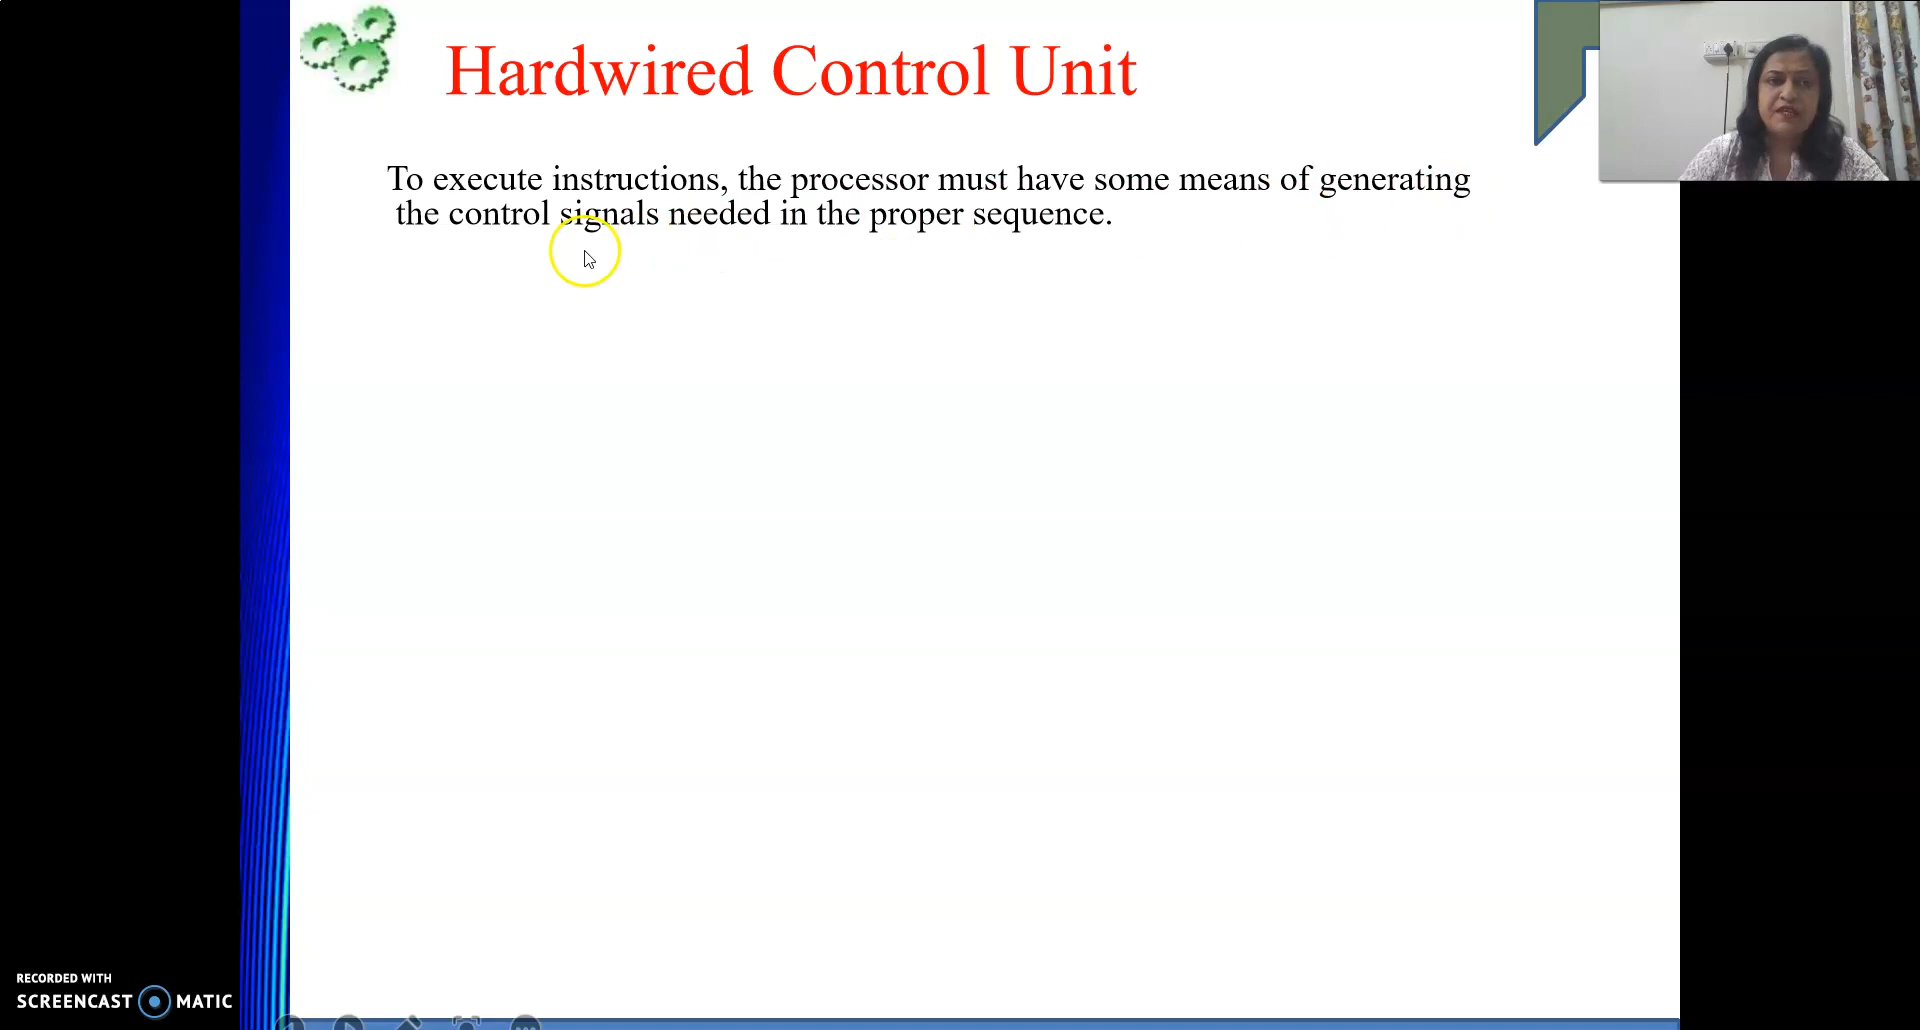 Hardwired Control Unit
To execute instructions, the processor must have some means of generating
the control signals needed in the proper sequence.
RECORDED WITH
SCREENCAST MATIC